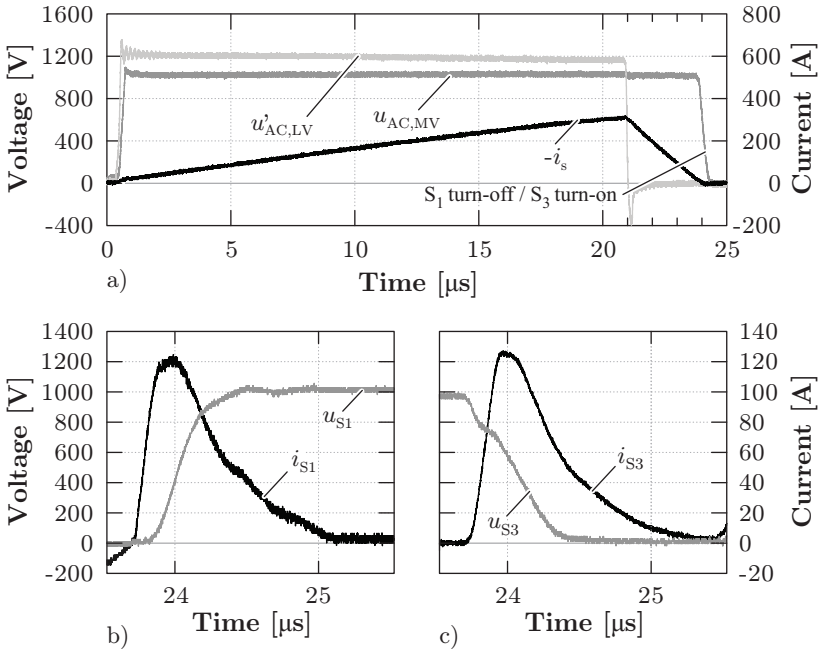 1600
1200
800
400
0
-400
Voltage [V]
800
600
400
200
0
-200
Current [A]
u'AC,LV
uAC,MV
-is
S1 turn-off / S3 turn-on
0
5
10
15
20
25
Time [μs]
a)
1400
1200
1000
800
600
400
200
0
-200
Voltage [V]
uS1
iS1
24
25
Time [μs]
b)
140
120
100
80
60
40
20
0
-20
Current [A]
iS3
uS3
24
25
Time [μs]
c)